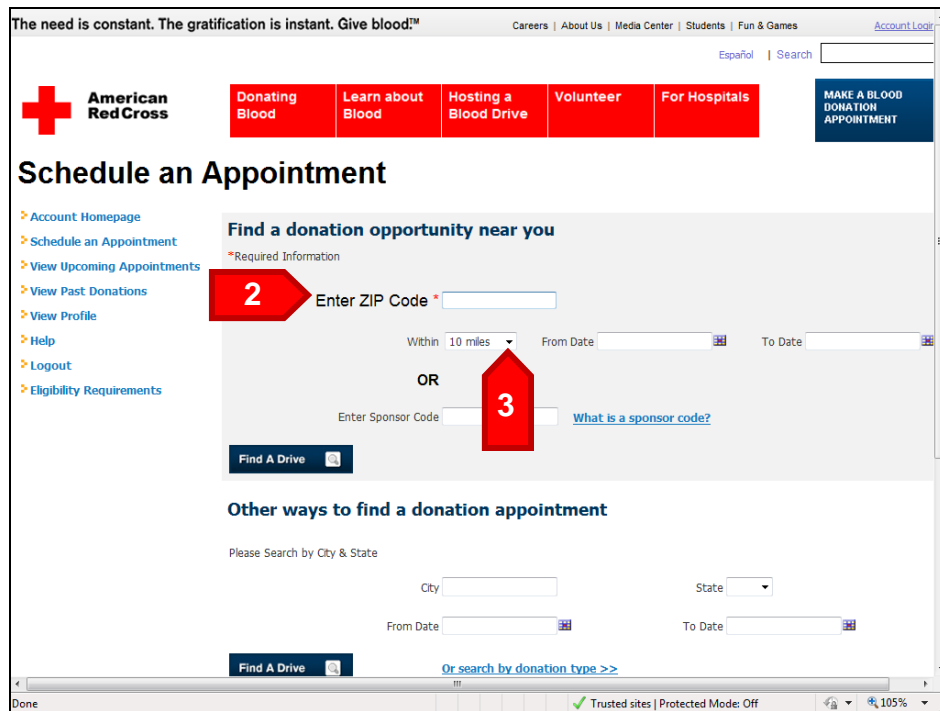 The need is constant. The gratification is instant. Give blood.™
Careers | About Us | Media Center | Students | Fun & Games
Account Login
Español | Search
American
Red Cross
Donating
Blood
Learn about
Blood
Hosting a
Blood Drive
Volunteer
For Hospitals
MAKE A BLOOD
DONATION
APPOINTMENT
Schedule an Appointment
Account Homepage
Schedule an Appointment
View Upcoming Appointments
View Past Donations
View Profile
Help
Logout
Eligibility Requirements
Find a donation opportunity near you
*Required Information
2
Enter ZIP Code *
Within 10 miles From Date To Date
OR
3
Enter Sponsor Code What is a sponsor code?
Find A Drive
Other ways to find a donation appointment
Please Search by City & State
City State
From Date To Date
Find A Drive Or search by donation type >>
Done Trusted sites | Protected Mode: Off 105%